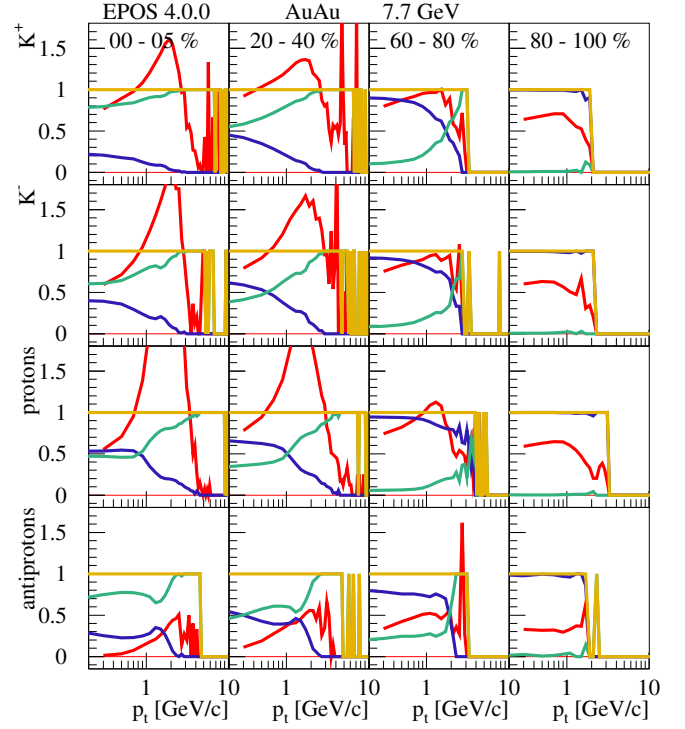 EPOS 4.0.0 AuAu 7.7 GeV
K+ 00 - 05 % 20 - 40 % 60 - 80 % 80 - 100 %
1.5
1
0.5
0
K-
1.5
1
0.5
0
protons
1.5
1
0.5
0
antiprotons
1.5
1
0.5
0
1 10 1 10 1 10 1 10
pt [GeV/c] pt [GeV/c] pt [GeV/c] pt [GeV/c]